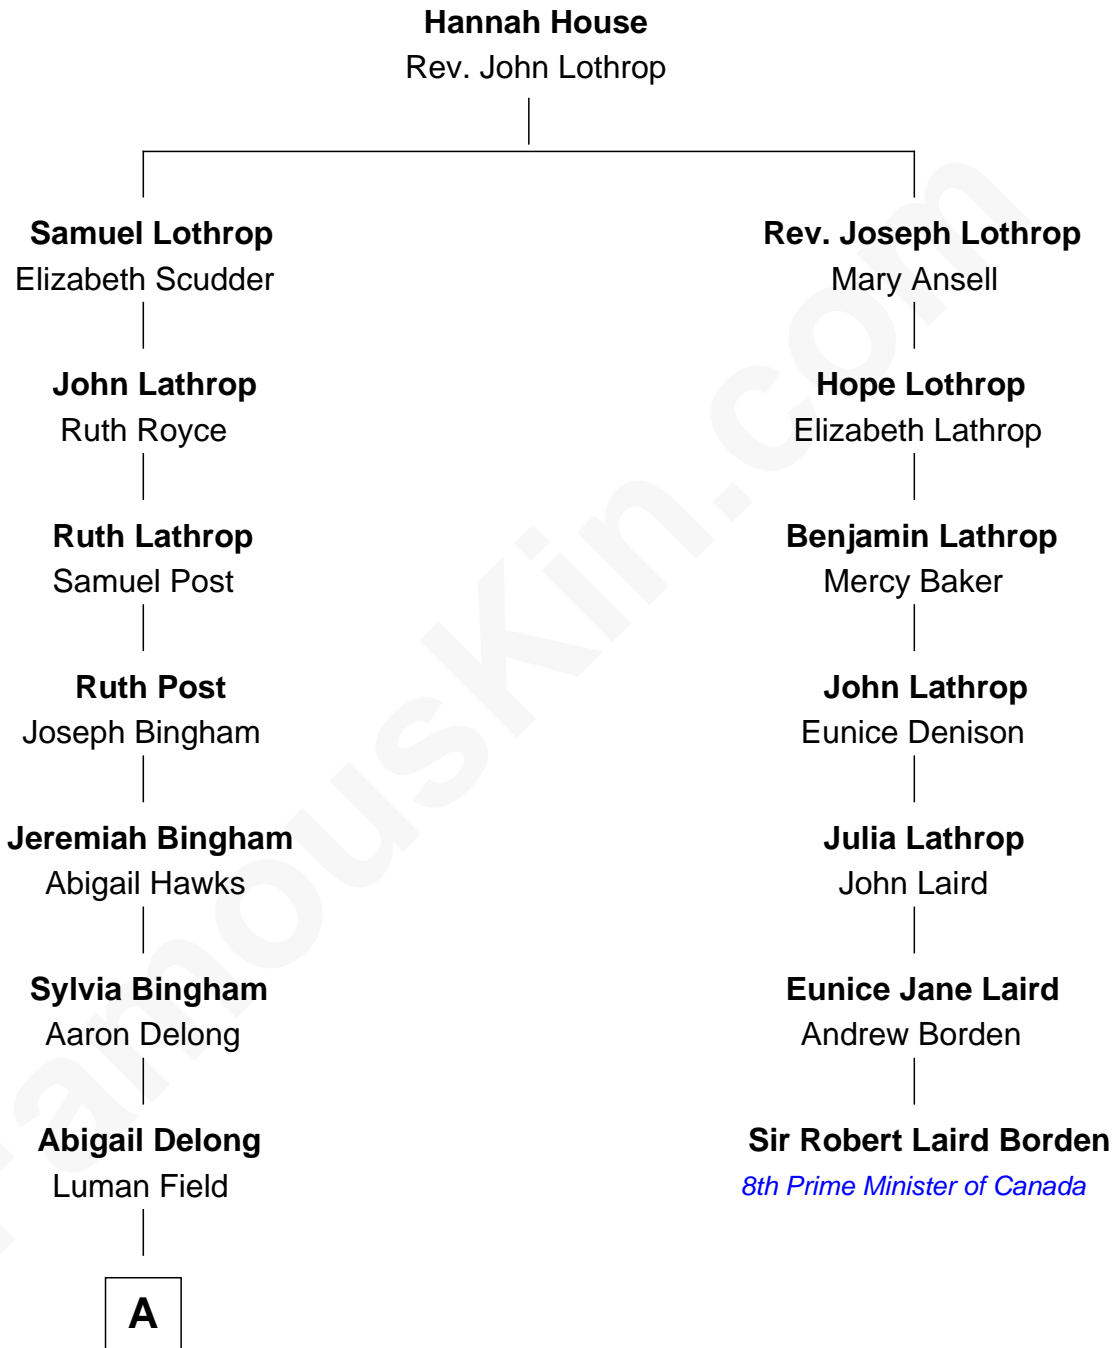 Hannah House
Rev. John Lothrop
Samuel Lothrop
Elizabeth Scudder
Rev. Joseph Lothrop
Mary Ansell
John Lathrop
Ruth Royce
Hope Lothrop
Elizabeth Lathrop
Ruth Lathrop
Samuel Post
Benjamin Lathrop
Mercy Baker
Ruth Post
Joseph Bingham
John Lathrop
Eunice Denison
Jeremiah Bingham
Abigail Hawks
Julia Lathrop
John Laird
Sylvia Bingham
Aaron Delong
Eunice Jane Laird
Andrew Borden
Abigail Delong
Luman Field
Sir Robert Laird Borden
8th Prime Minister of Canada
A
FamousKin.com